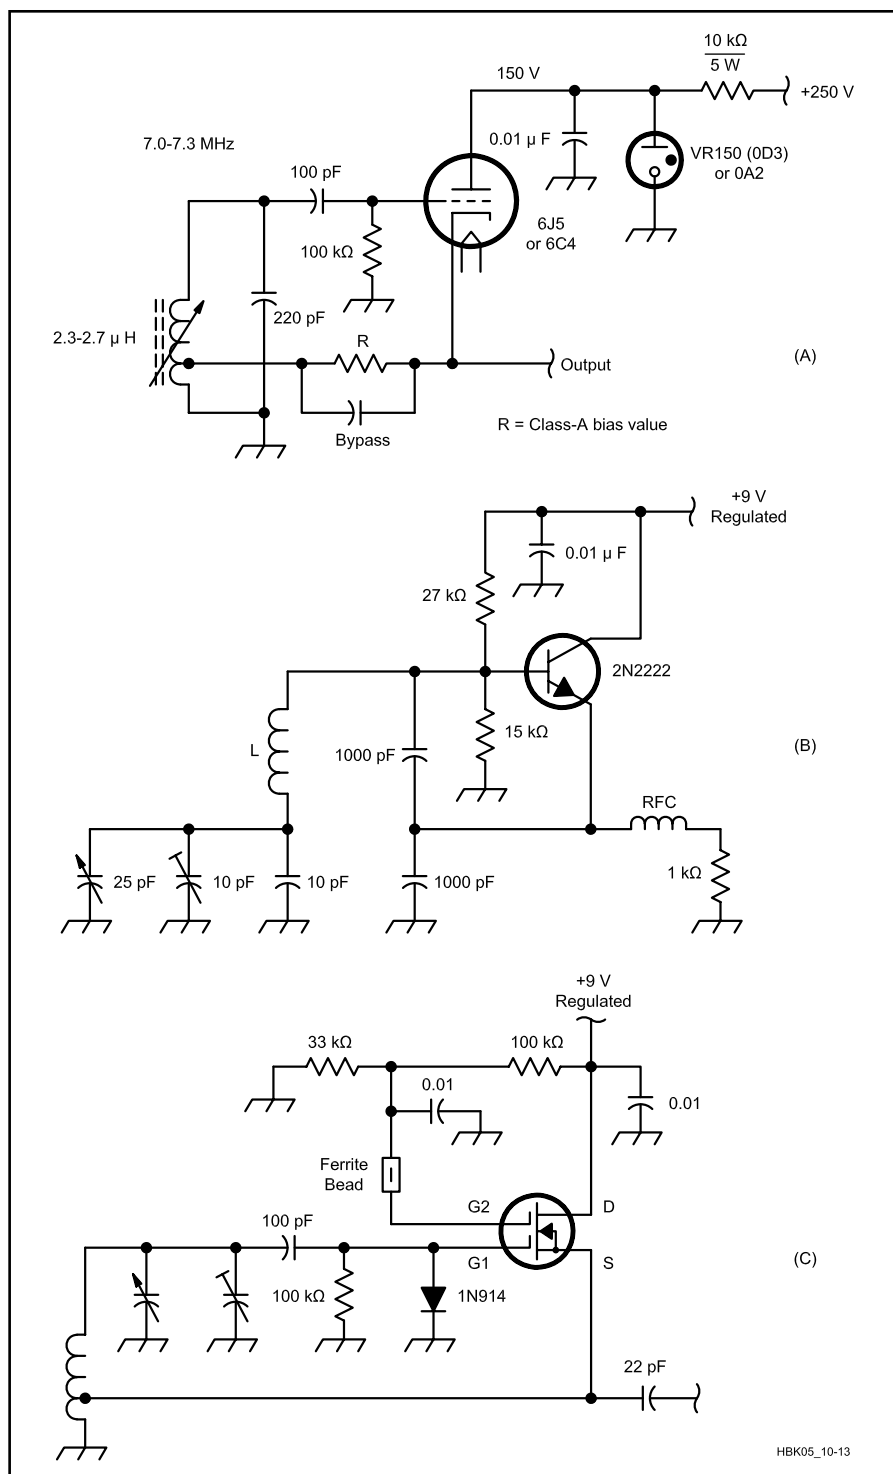 10 kΩ
5 W
150 V
+250 V
7.0-7.3 MHz
0.01 µ F
VR150 (0D3)
or 0A2
100 pF
6J5
or 6C4
100 kΩ
220 pF
2.3-2.7 µ H
R
Output
(A)
Bypass
R = Class-A bias value
+9 V
Regulated
0.01 µ F
27 kΩ
2N2222
L
1000 pF
15 kΩ
(B)
RFC
25 pF
10 pF
10 pF
1000 pF
1 kΩ
+9 V
Regulated
33 kΩ
100 kΩ
0.01
0.01
Ferrite
Bead
G2
D
100 pF
G1
S
(C)
100 kΩ
1N914
22 pF
HBK05_10-13